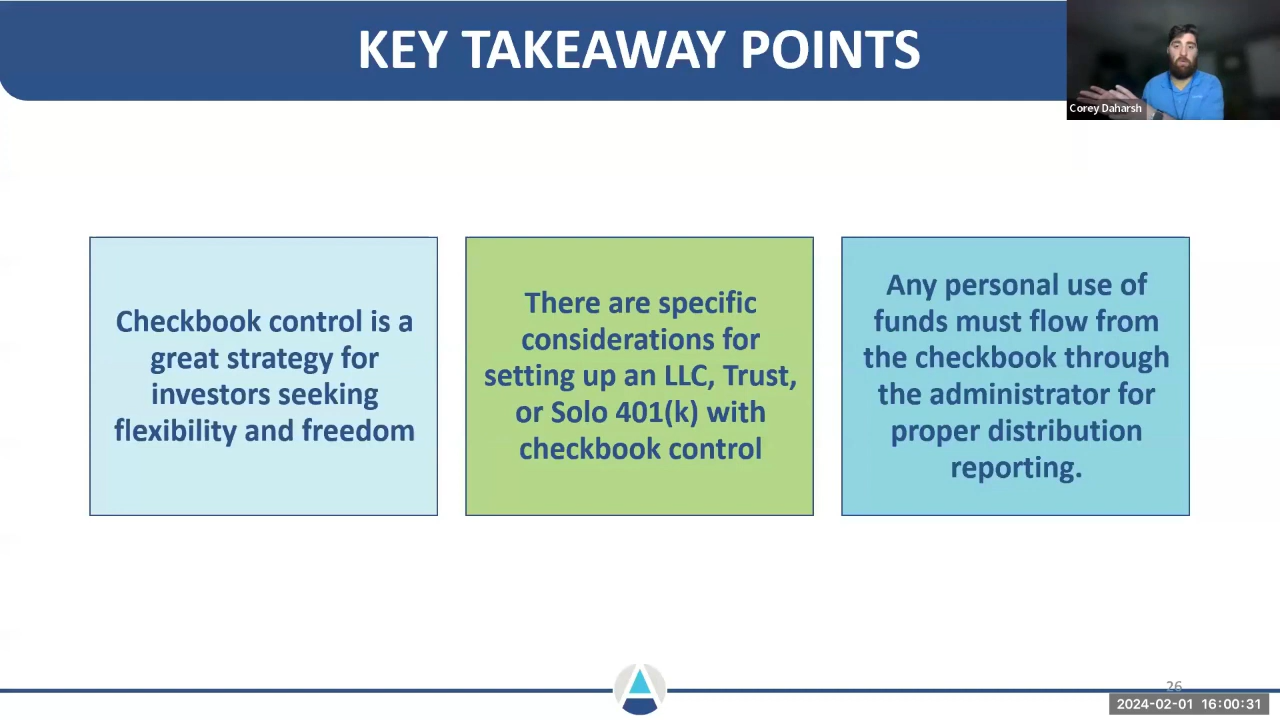 KEY TAKEAWAY POINTS
Corey Daharsh
Checkbook control is a
great strategy for
investors seeking
flexibility and freedom
There are specific
considerations for
setting up an LLC, Trust,
or Solo 401(k) with
checkbook control
Any personal use of
funds must flow from
the checkbook through
the administrator for
proper distribution
reporting.
26
2024-02-01 16:00:31